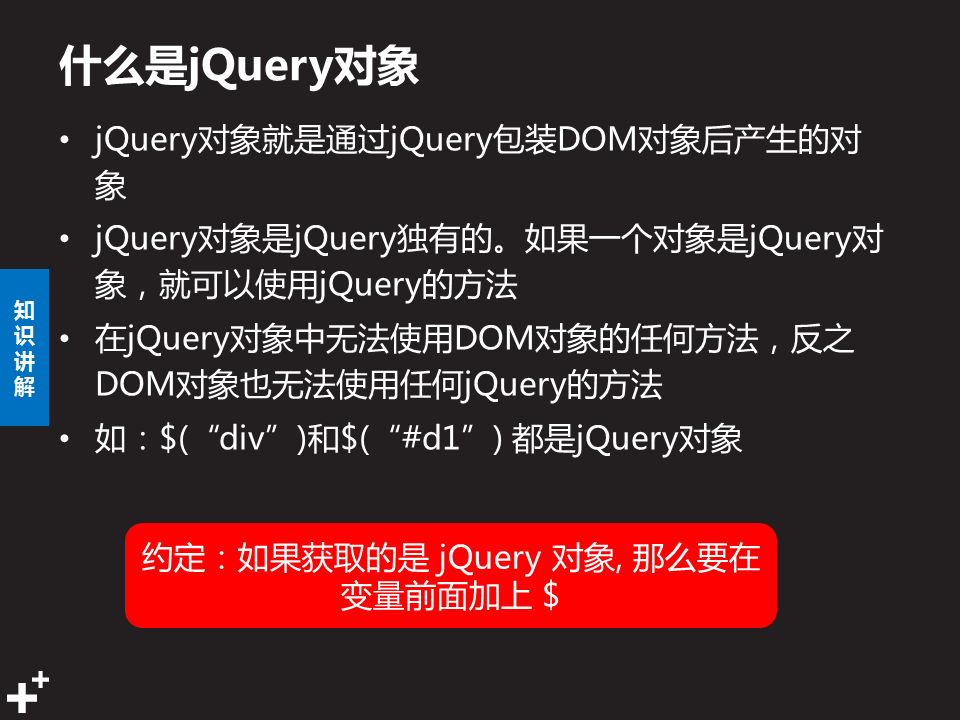 什么是jQuery对象
• jQuery对象就是通过jQuery包装DOM对象后产生的对
象
• jQuery对象是jQuery独有的。如果一个对象是jQuery对
象，就可以使用jQuery的方法
• 在jQuery对象中无法使用DOM对象的任何方法，反之
DOM对象也无法使用任何jQuery的方法
• 如：$(“div”)和$(“#d1”) 都是jQuery对象
知
识
讲
解
约定：如果获取的是 jQuery 对象, 那么要在
变量前面加上 $